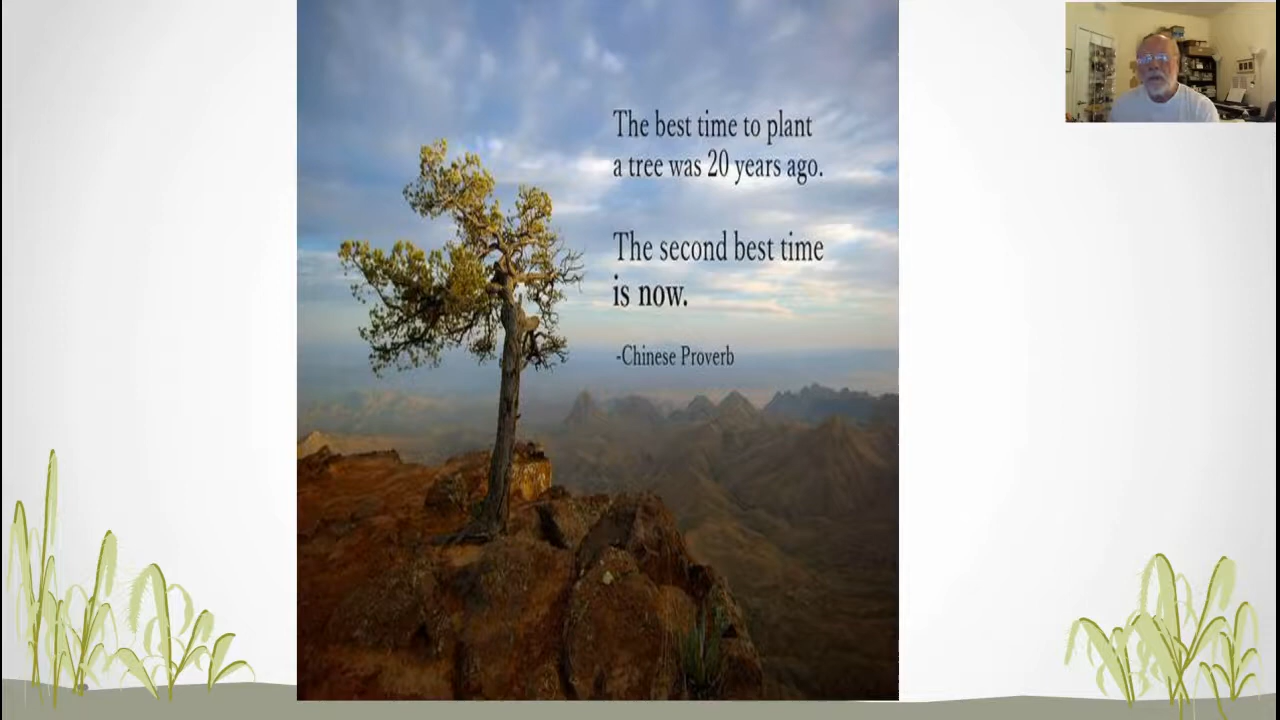 The best time to plant
a tree was 20 years ago.
The second best time
is now.
-Chinese Proverb